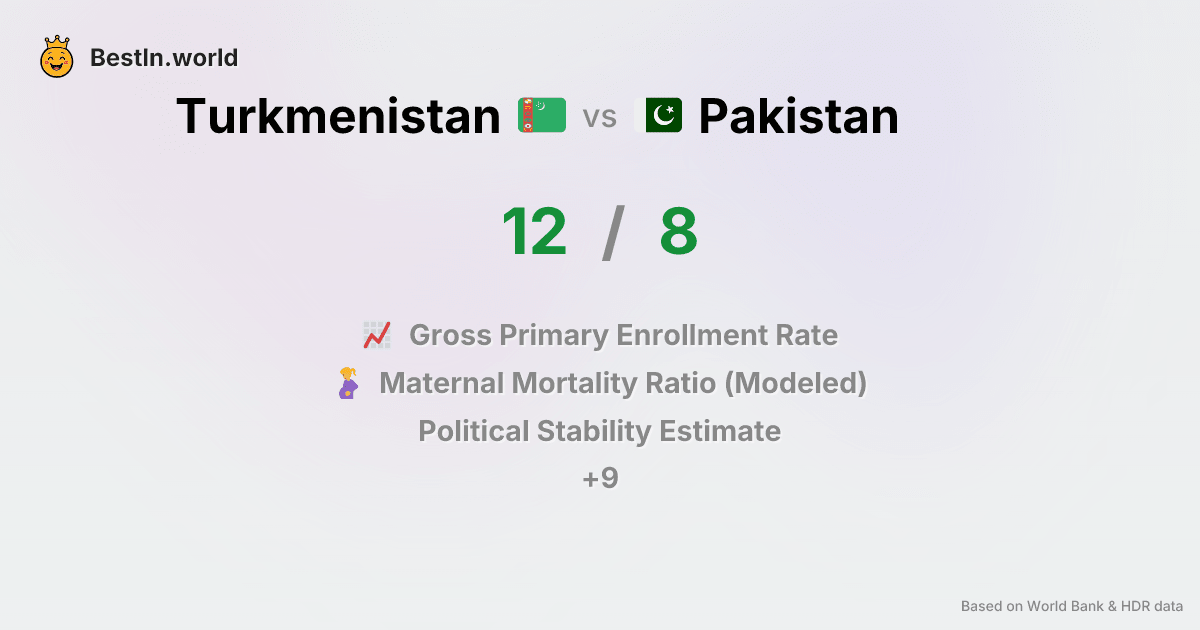 BestIn.world
Turkmenistan vs Pakistan
12 / 8
Gross Primary Enrollment Rate
Maternal Mortality Ratio (Modeled)
Political Stability Estimate
+9
Based on World Bank & HDR data